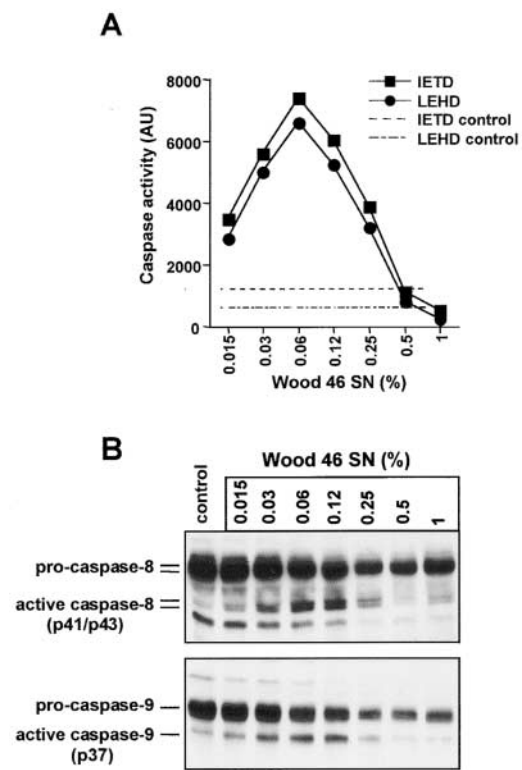 A
8000
6000
4000
2000
0
Caspase activity (AU)
IETD
LEHD
IETD control
LEHD control
0.015
0.03
0.06
0.12
0.25
0.5
1
Wood 46 SN (%)
B
Wood 46 SN (%)
control
0.015
0.03
0.06
0.12
0.25
0.5
1
pro-caspase-8
active caspase-8
(p41/p43)
pro-caspase-9
active caspase-9
(p37)